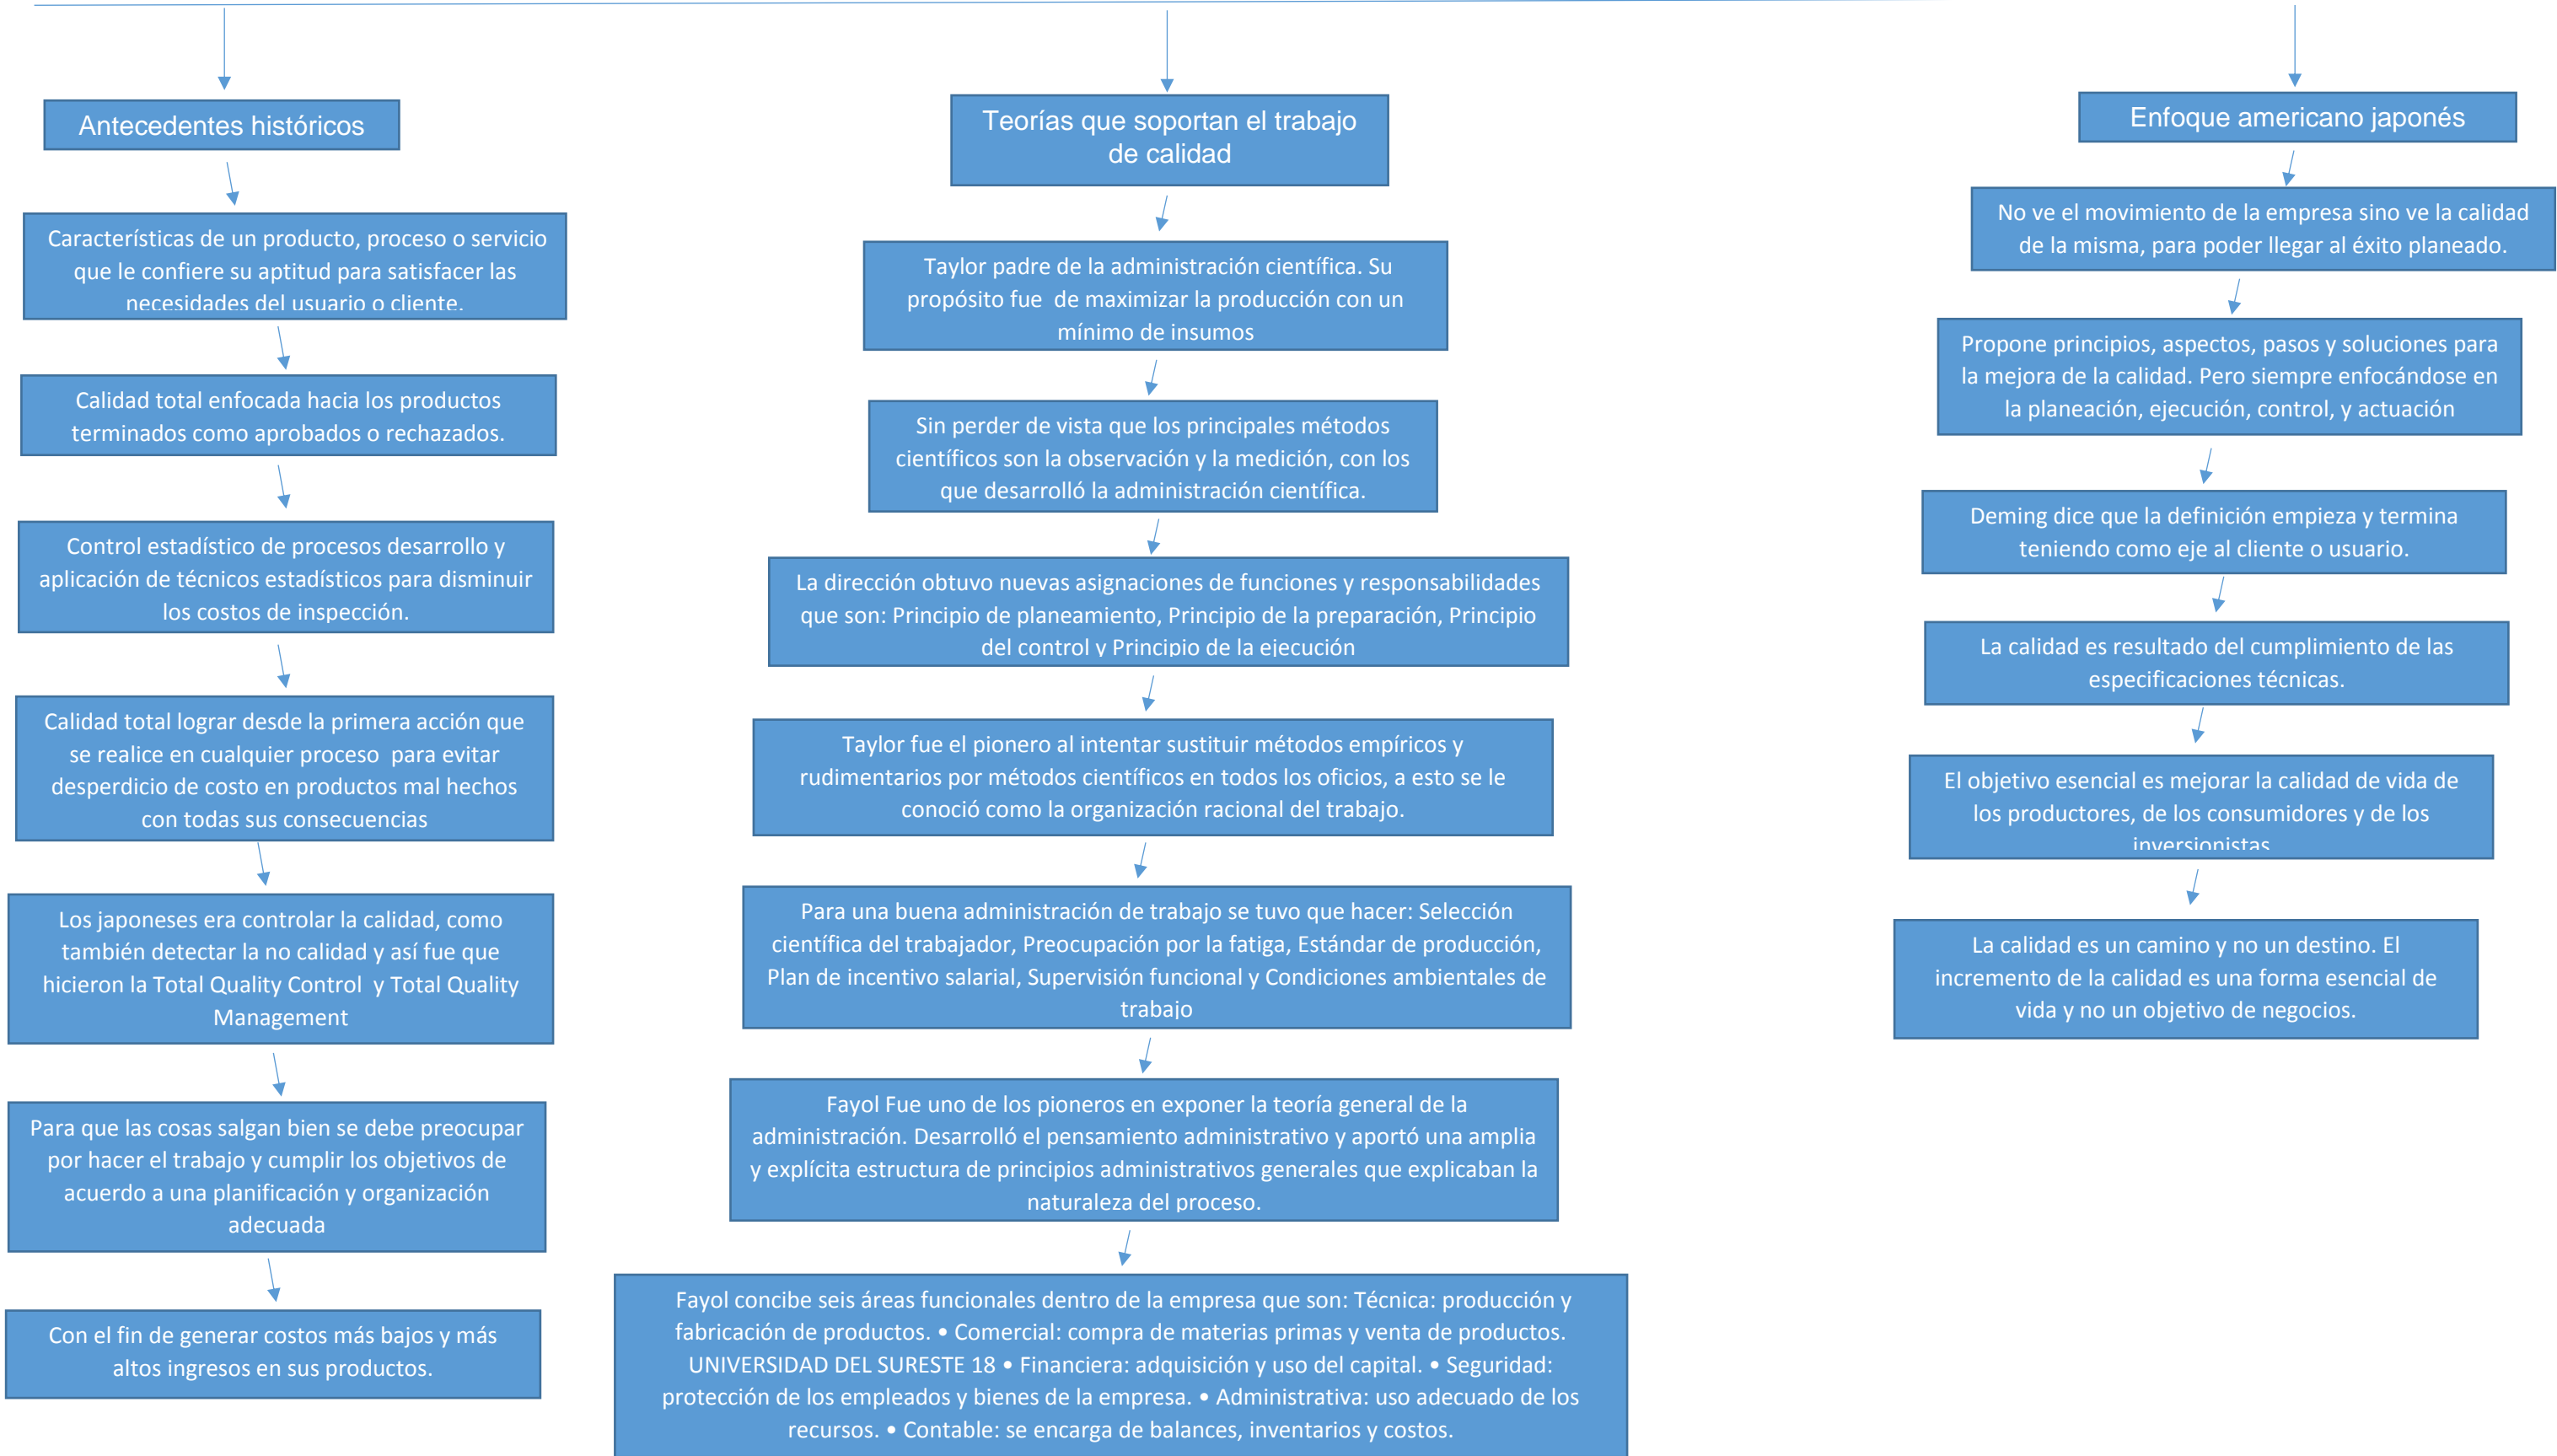 Antecedentes históricos
Características de un producto, proceso o servicio
que le confiere su aptitud para satisfacer las
necesidades del usuario o cliente.
Calidad total enfocada hacia los productos
terminados como aprobados o rechazados.
Control estadístico de procesos desarrollo y
aplicación de técnicos estadísticos para disminuir
los costos de inspección.
Calidad total lograr desde la primera acción que
se realice en cualquier proceso para evitar
desperdicio de costo en productos mal hechos
con todas sus consecuencias
Los japoneses era controlar la calidad, como
también detectar la no calidad y así fue que
hicieron la Total Quality Control y Total Quality
Management
Para que las cosas salgan bien se debe preocupar
por hacer el trabajo y cumplir los objetivos de
acuerdo a una planificación y organización
adecuada
Con el fin de generar costos más bajos y más
altos ingresos en sus productos.
Teorías que soportan el trabajo
de calidad
Taylor padre de la administración científica. Su
propósito fue de maximizar la producción con un
mínimo de insumos
Sin perder de vista que los principales métodos
científicos son la observación y la medición, con los
que desarrolló la administración científica.
La dirección obtuvo nuevas asignaciones de funciones y responsabilidades
que son: Principio de planeamiento, Principio de la preparación, Principio
del control y Principio de la ejecución
Taylor fue el pionero al intentar sustituir métodos empíricos y
rudimentarios por métodos científicos en todos los oficios, a esto se le
conoció como la organización racional del trabajo.
Para una buena administración de trabajo se tuvo que hacer: Selección
científica del trabajador, Preocupación por la fatiga, Estándar de producción,
Plan de incentivo salarial, Supervisión funcional y Condiciones ambientales de
trabajo
Fayol Fue uno de los pioneros en exponer la teoría general de la
administración. Desarrolló el pensamiento administrativo y aportó una amplia
y explícita estructura de principios administrativos generales que explicaban la
naturaleza del proceso.
Fayol concibe seis áreas funcionales dentro de la empresa que son: Técnica: producción y
fabricación de productos. • Comercial: compra de materias primas y venta de productos.
UNIVERSIDAD DEL SURESTE 18 • Financiera: adquisición y uso del capital. • Seguridad:
protección de los empleados y bienes de la empresa. • Administrativa: uso adecuado de los
recursos. • Contable: se encarga de balances, inventarios y costos.
Enfoque americano japonés
No ve el movimiento de la empresa sino ve la calidad
de la misma, para poder llegar al éxito planeado.
Propone principios, aspectos, pasos y soluciones para
la mejora de la calidad. Pero siempre enfocándose en
la planeación, ejecución, control, y actuación
Deming dice que la definición empieza y termina
teniendo como eje al cliente o usuario.
La calidad es resultado del cumplimiento de las
especificaciones técnicas.
El objetivo esencial es mejorar la calidad de vida de
los productores, de los consumidores y de los
inversionistas
La calidad es un camino y no un destino. El
incremento de la calidad es una forma esencial de
vida y no un objetivo de negocios.